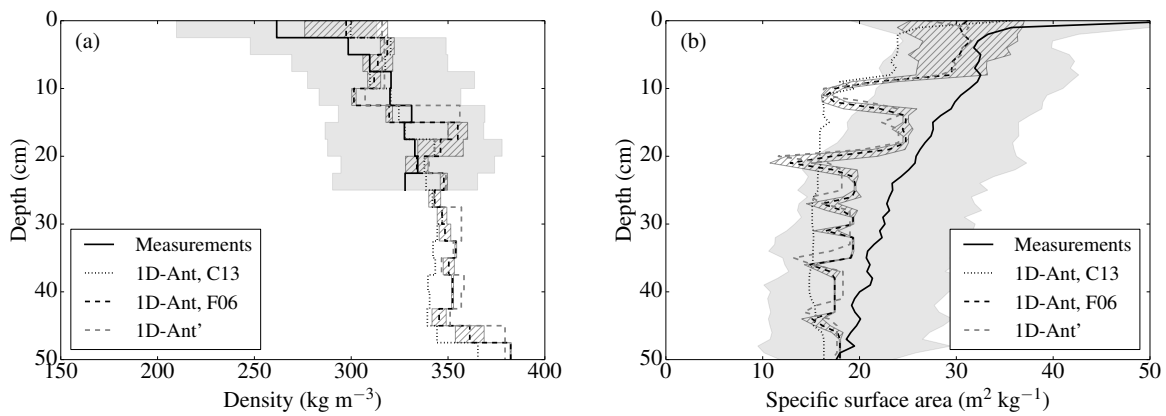 (a)
0
10
20
30
40
50
Depth (cm)
Measurements
1D-Ant, C13
1D-Ant, F06
1D-Ant’
150
200
250
300
350
400
Density (kg m⁻³)
(b)
0
10
20
30
40
50
Depth (cm)
Measurements
1D-Ant, C13
1D-Ant, F06
1D-Ant’
0
10
20
30
40
50
Specific surface area (m² kg⁻¹)